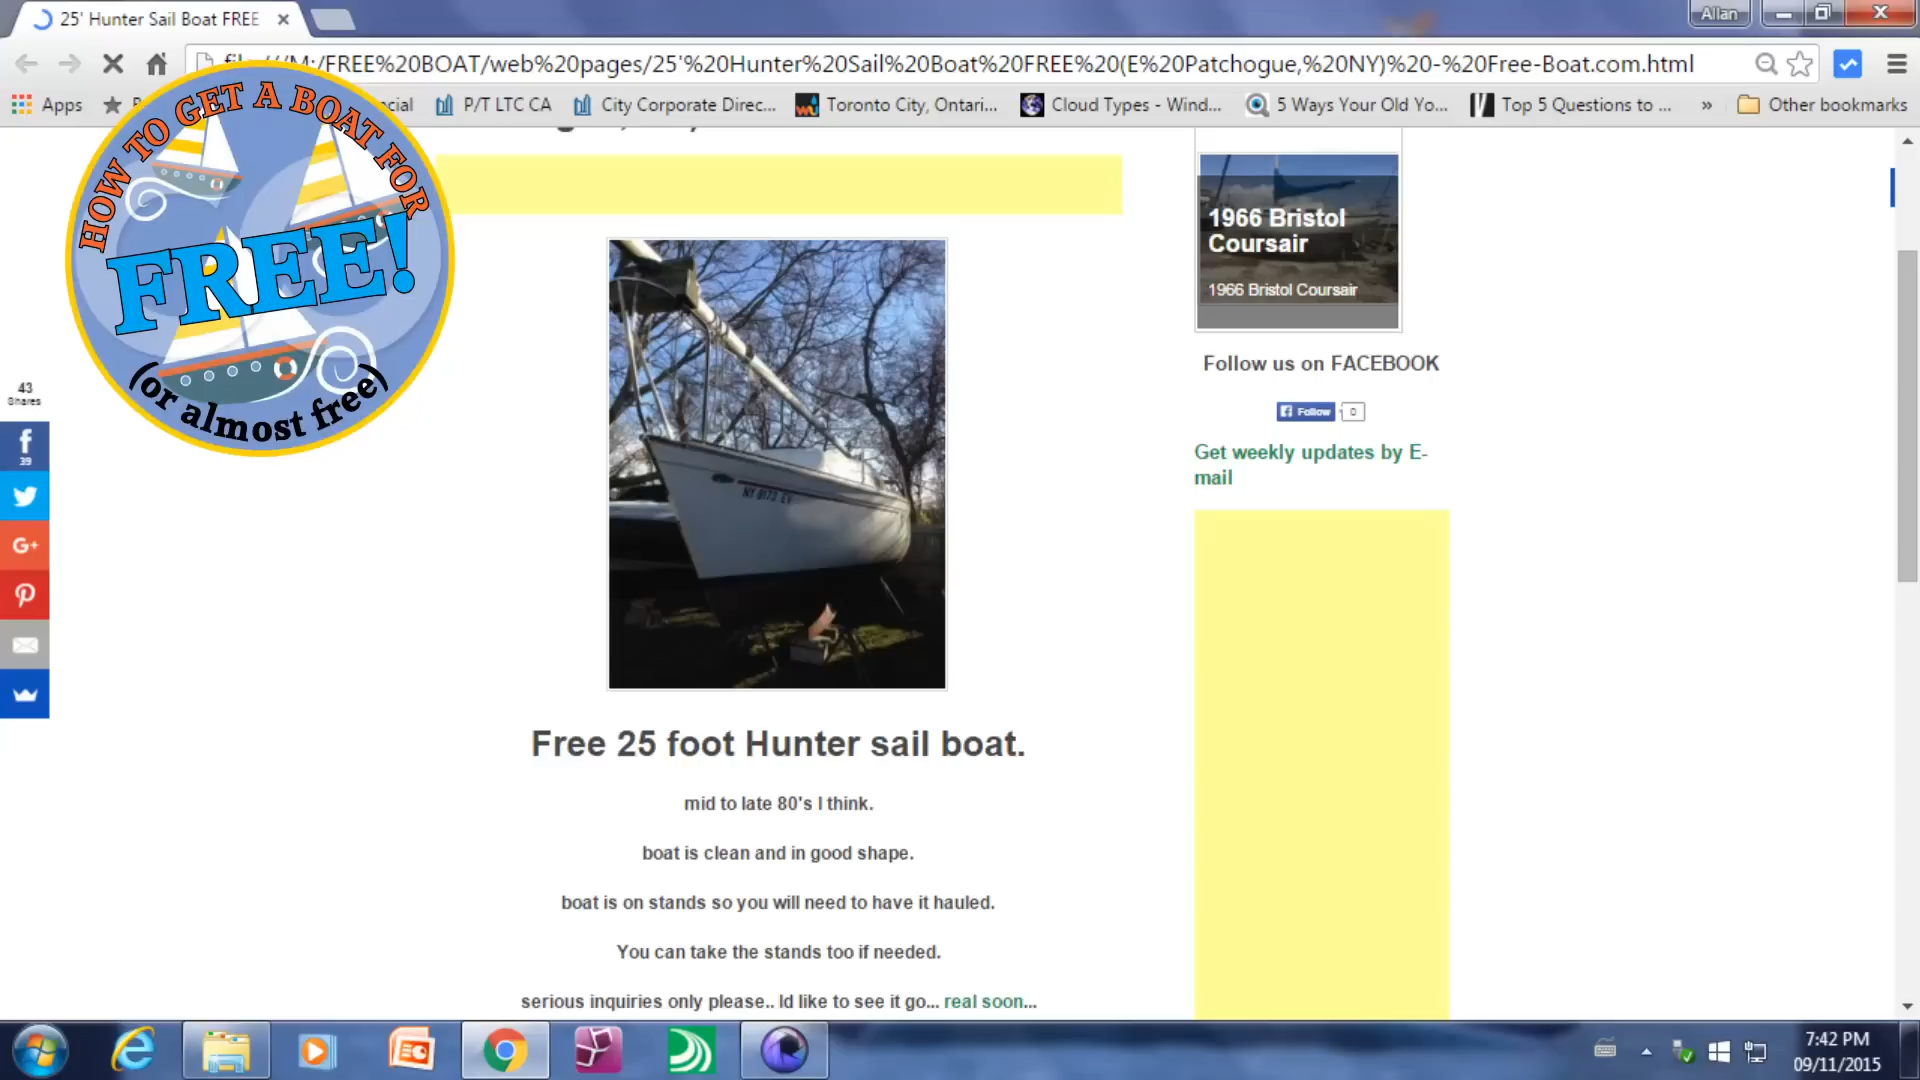 25' Hunter Sail Boat FREE
Allan
file:///M:/FREE%20BOAT/web%20pages/25'%20Hunter%20Sail%20Boat%20FREE%20(E%20Patchogue,%20NY)%20-%20Free-Boat.com.html
Apps
P/T LTC CA
City Corporate Direc...
Toronto City, Ontari...
Cloud Types - Wind...
5 Ways Your Old Yo...
Top 5 Questions to ...
»
Other bookmarks
HOW TO GET A BOAT FOR
FREE!
(or almost free)
1966 Bristol
Coursair
1966 Bristol Coursair
Follow us on FACEBOOK
Follow
0
Get weekly updates by E-
mail
43
Shares
39
G+
NY 8173 EY
Free 25 foot Hunter sail boat.
mid to late 80's I think.
boat is clean and in good shape.
boat is on stands so you will need to have it hauled.
You can take the stands too if needed.
serious inquiries only please.. Id like to see it go... real soon...
7:42 PM
09/11/2015